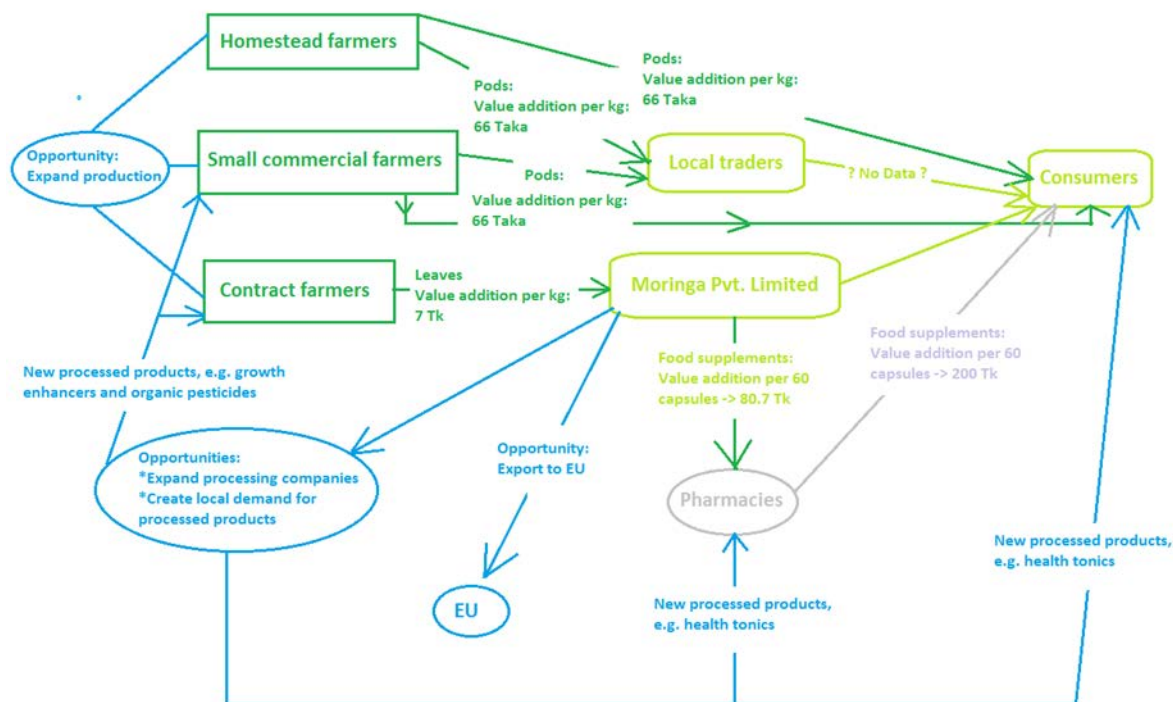 Homestead farmers
Pods:
Value addition per kg:
66 Taka
Pods:
Value addition per kg:
66 Taka
Opportunity:
Expand production
Small commercial farmers
Local traders
? No Data ?
Consumers
Pods:
Value addition per kg:
66 Taka
Contract farmers
Leaves
Value addition per kg:
7 Tk
Moringa Pvt. Limited
New processed products, e.g. growth
enhancers and organic pesticides
Food supplements:
Value addition per 60
capsules -> 80.7 Tk
Food supplements:
Value addition per 60
capsules -> 200 Tk
Opportunities:
*Expand processing companies
*Create local demand for
processed products
Opportunity:
Export to EU
Pharmacies
EU
New processed products,
e.g. health tonics
New processed products,
e.g. health tonics